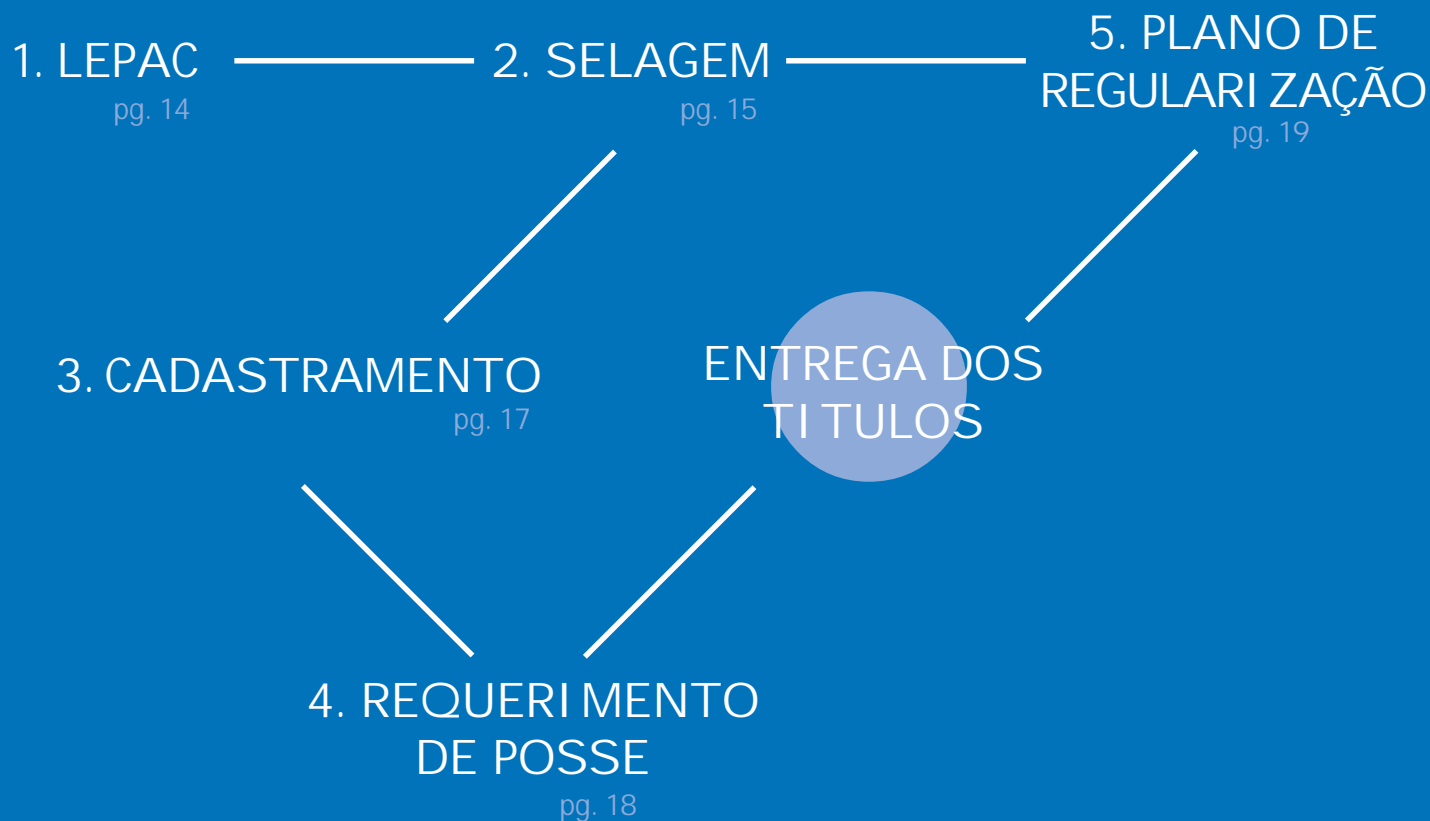 1. LEPAC
pg. 14
2. SELAGEM
pg. 15
5. PLANO DE
REGULARI ZAÇÃO
pg. 19
3. CADASTRAMENTO
pg. 17
ENTREGA DOS
TI TULOS
4. REQUERI MENTO
DE POSSE
pg. 18